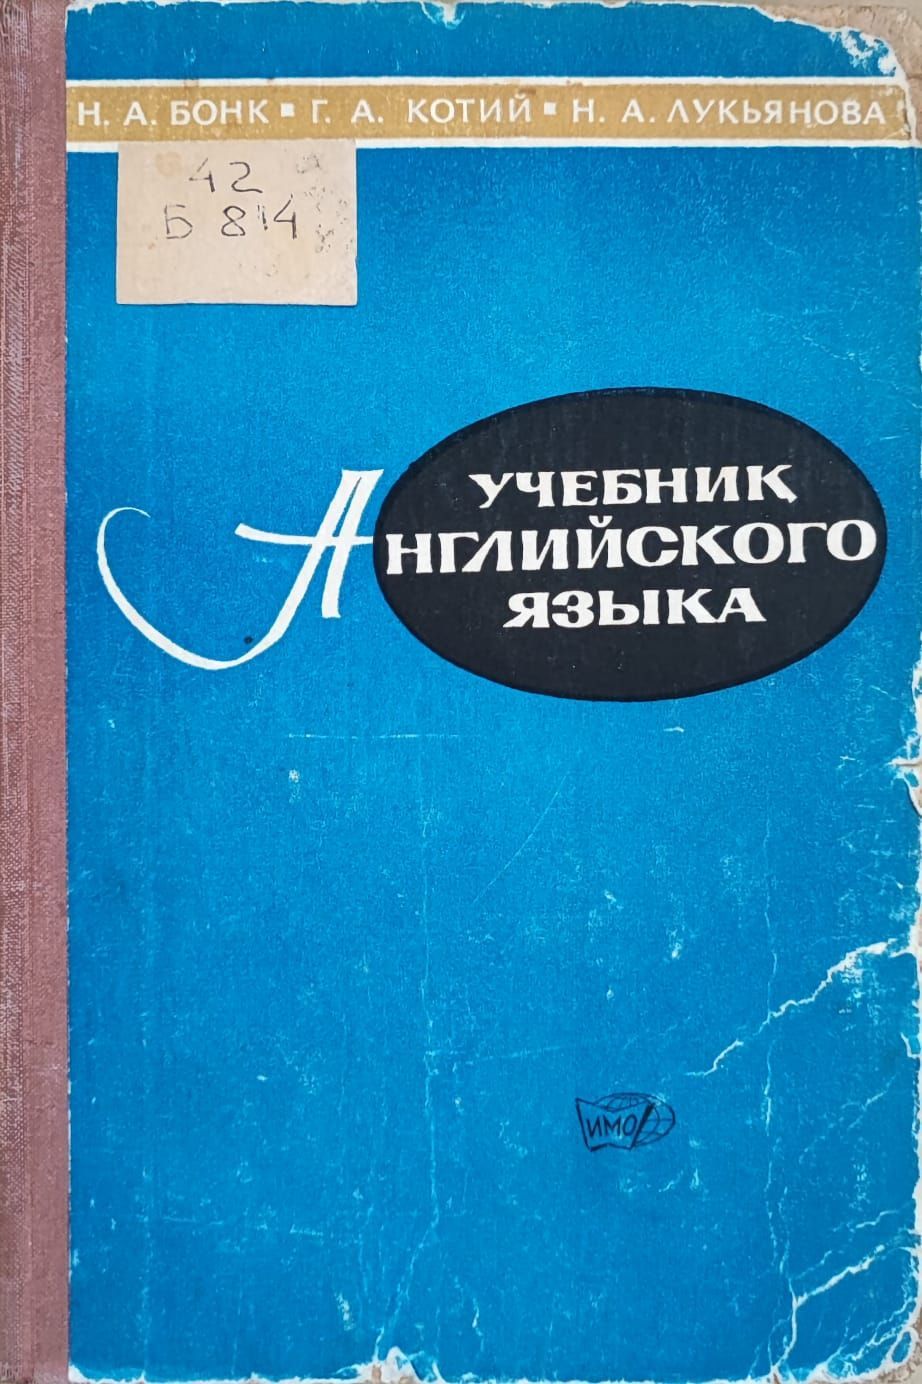 Н. А. БОНК ▪ Г. А. КОТИЙ ▪ Н. А. ЛУКЬЯНОВА
42
Б 814
УЧЕБНИК
АНГЛИЙСКОГО
ЯЗЫКА
ИМО